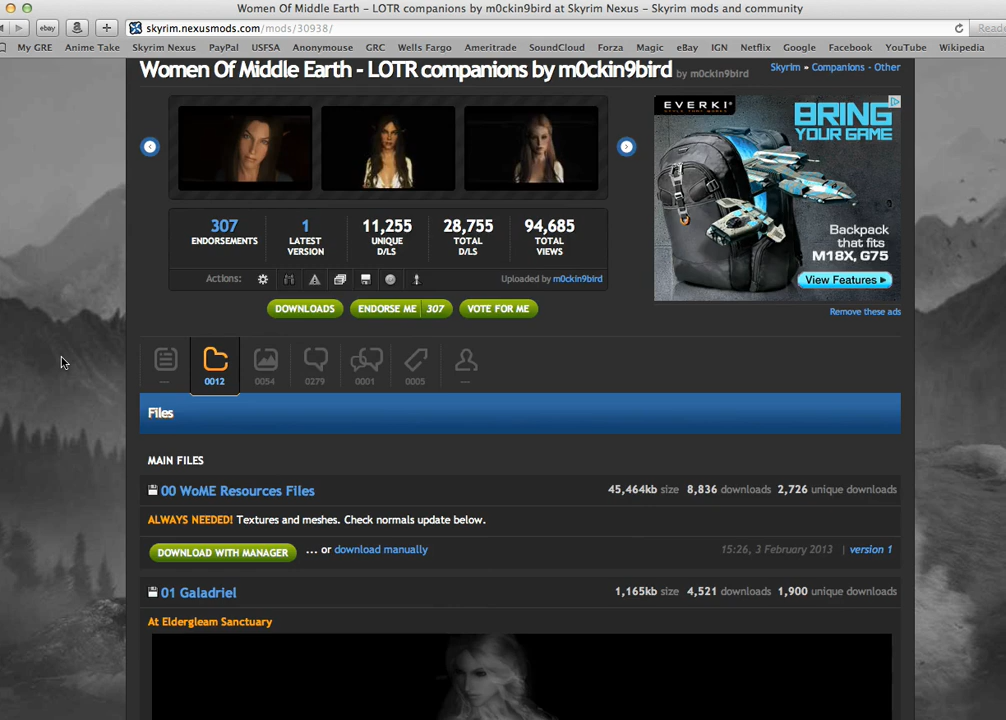 Women Of Middle Earth – LOTR companions by m0ckin9bird at Skyrim Nexus – Skyrim mods and community
ebay
skyrim.nexusmods.com/mods/30938/
Reade
My GRE Anime Take Skyrim Nexus PayPal USFSA Anonymouse GRC Wells Fargo Ameritrade SoundCloud Forza Magic eBay IGN Netflix Google Facebook YouTube Wikipedia
Women Of Middle Earth - LOTR companions by m0ckin9bird by m0ckin9bird
Skyrim » Companions - Other
EVERKI
STYLE THAT WORKS
BRING
YOUR GAME
Backpack
that fits
M18X, G75
View Features
Remove these ads
307 1 11,255 28,755 94,685
ENDORSEMENTS LATEST UNIQUE TOTAL TOTAL
VERSION D/LS D/LS VIEWS
Actions:
Uploaded by m0ckin9bird
DOWNLOADS ENDORSE ME 307 VOTE FOR ME
— 0012 0054 0279 0001 0005 —
Files
MAIN FILES
00 WoME Resources Files 45,464kb size 8,836 downloads 2,726 unique downloads
ALWAYS NEEDED! Textures and meshes. Check normals update below.
DOWNLOAD WITH MANAGER ... or download manually 15:26, 3 February 2013 | version 1
01 Galadriel 1,165kb size 4,521 downloads 1,900 unique downloads
At Eldergleam Sanctuary